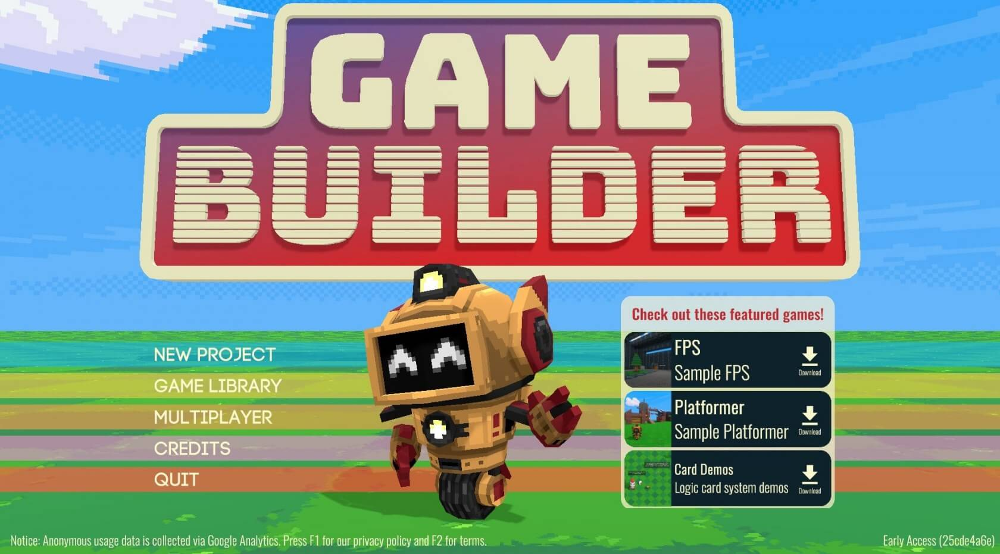 GAME
BUILDER
NEW PROJECT
GAME LIBRARY
MULTIPLAYER
CREDITS
QUIT
Check out these featured games!
FPS
Sample FPS
Download
Platformer
Sample Platformer
Download
Card Demos
Logic card system demos
Download
Notice: Anonymous usage data is collected via Google Analytics. Press F1 for our privacy policy and F2 for terms.
Early Access (25cde4a6e)